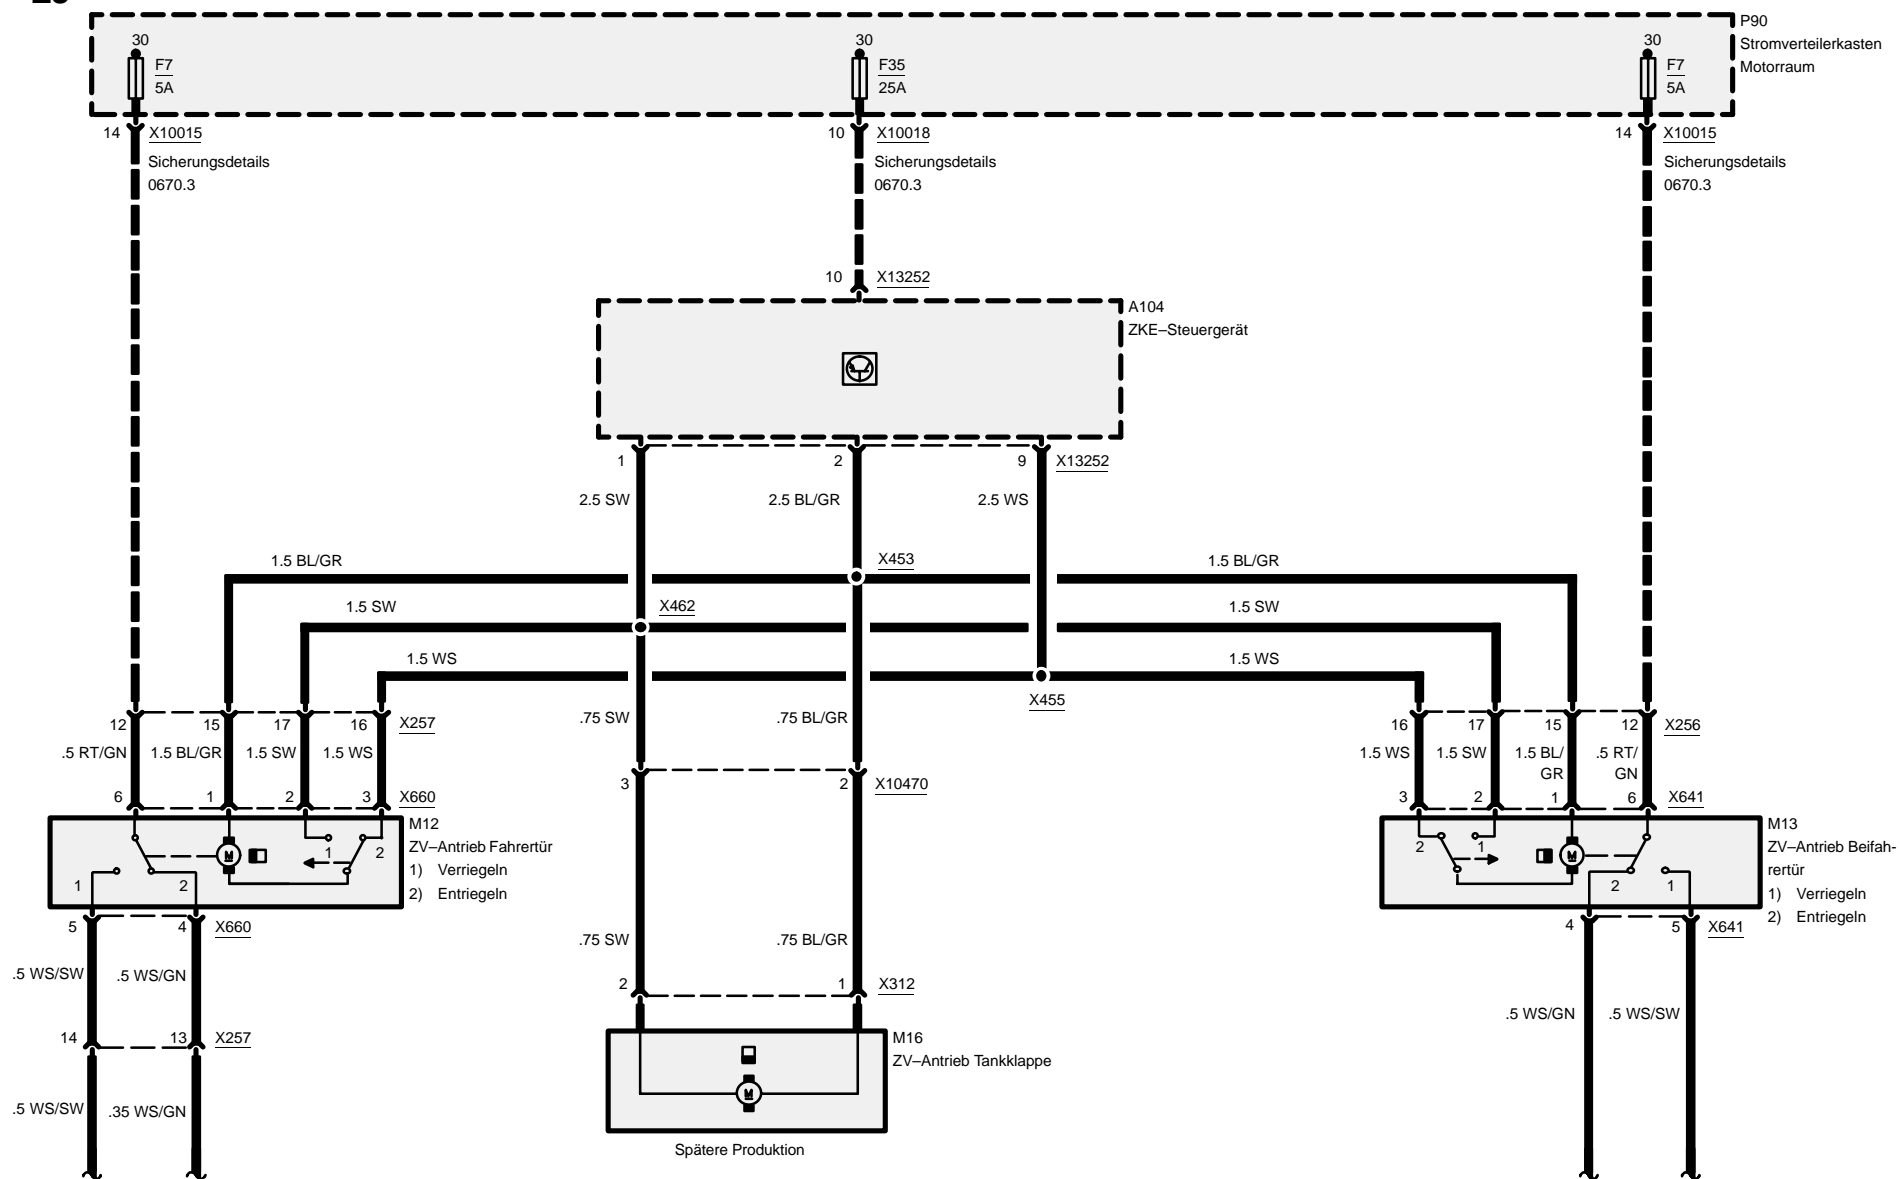 30
F7
5A
30
F35
25A
30
F7
5A
P90
Stromverteilerkasten
Motorraum
14 X10015
Sicherungsdetails
0670.3
10 X10018
Sicherungsdetails
0670.3
14 X10015
Sicherungsdetails
0670.3
10 X13252
A104
ZKE–Steuergerät
1 2 9 X13252
2.5 SW 2.5 BL/GR 2.5 WS
1.5 BL/GR X453 1.5 BL/GR
1.5 SW X462 1.5 SW
1.5 WS 1.5 WS
X455
12 15 17 16 X257
.5 RT/GN 1.5 BL/GR 1.5 SW 1.5 WS
6 1 2 3 X660
M12
ZV–Antrieb Fahrertür
1) Verriegeln
2) Entriegeln
1 2
1 2
M
5 4 X660
.5 WS/SW .5 WS/GN
14 13 X257
.5 WS/SW .35 WS/GN
.75 SW .75 BL/GR
3 2 X10470
.75 SW .75 BL/GR
2 1 X312
M16
ZV–Antrieb Tankklappe
M
Spätere Produktion
16 17 15 12 X256
1.5 WS 1.5 SW 1.5 BL/
GR
.5 RT/
GN
3 2 1 6 X641
M13
ZV–Antrieb Beifah-
rertür
1) Verriegeln
2) Entriegeln
2 1
M
2 1
4 5 X641
.5 WS/GN .5 WS/SW